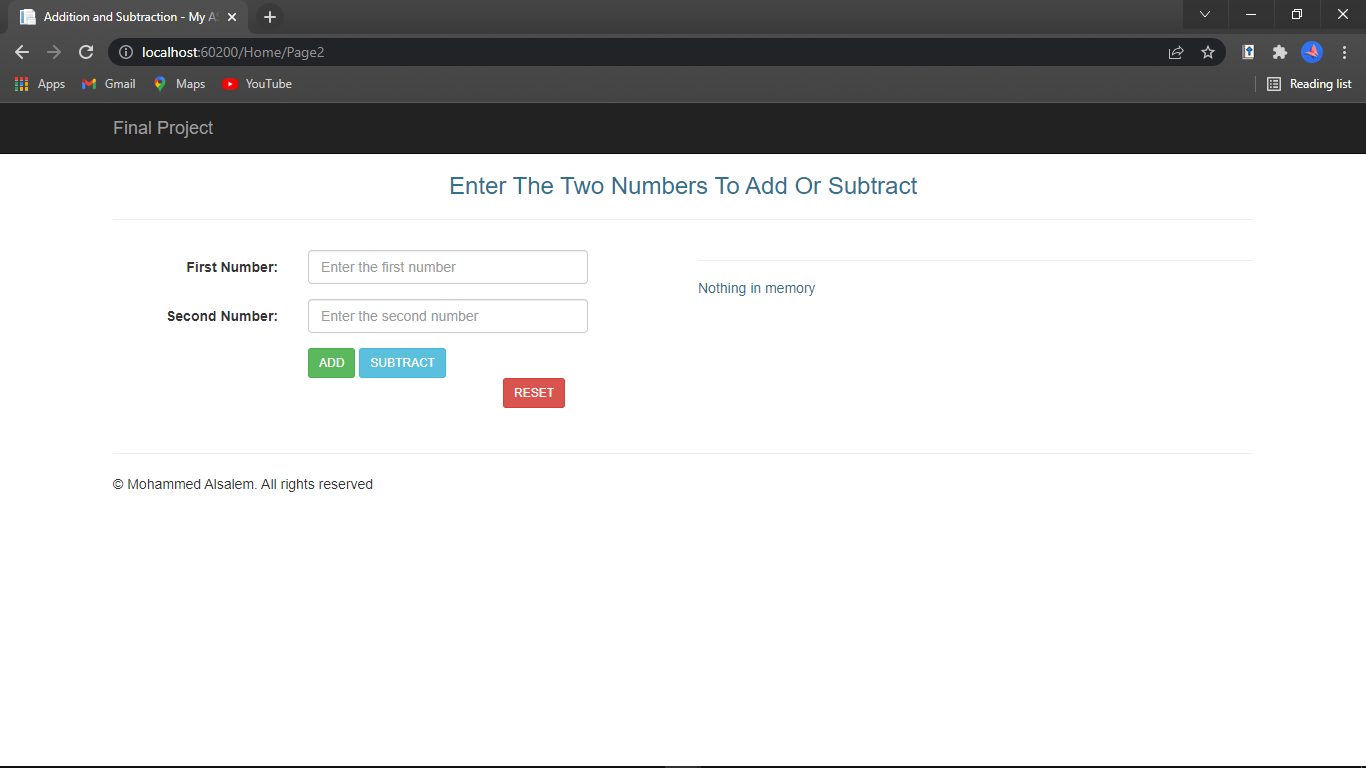 Addition and Subtraction - My A
localhost:60200/Home/Page2
Apps Gmail Maps YouTube Reading list
Final Project
Enter The Two Numbers To Add Or Subtract
First Number: Enter the first number
Nothing in memory
Second Number: Enter the second number
ADD SUBTRACT
RESET
© Mohammed Alsalem. All rights reserved